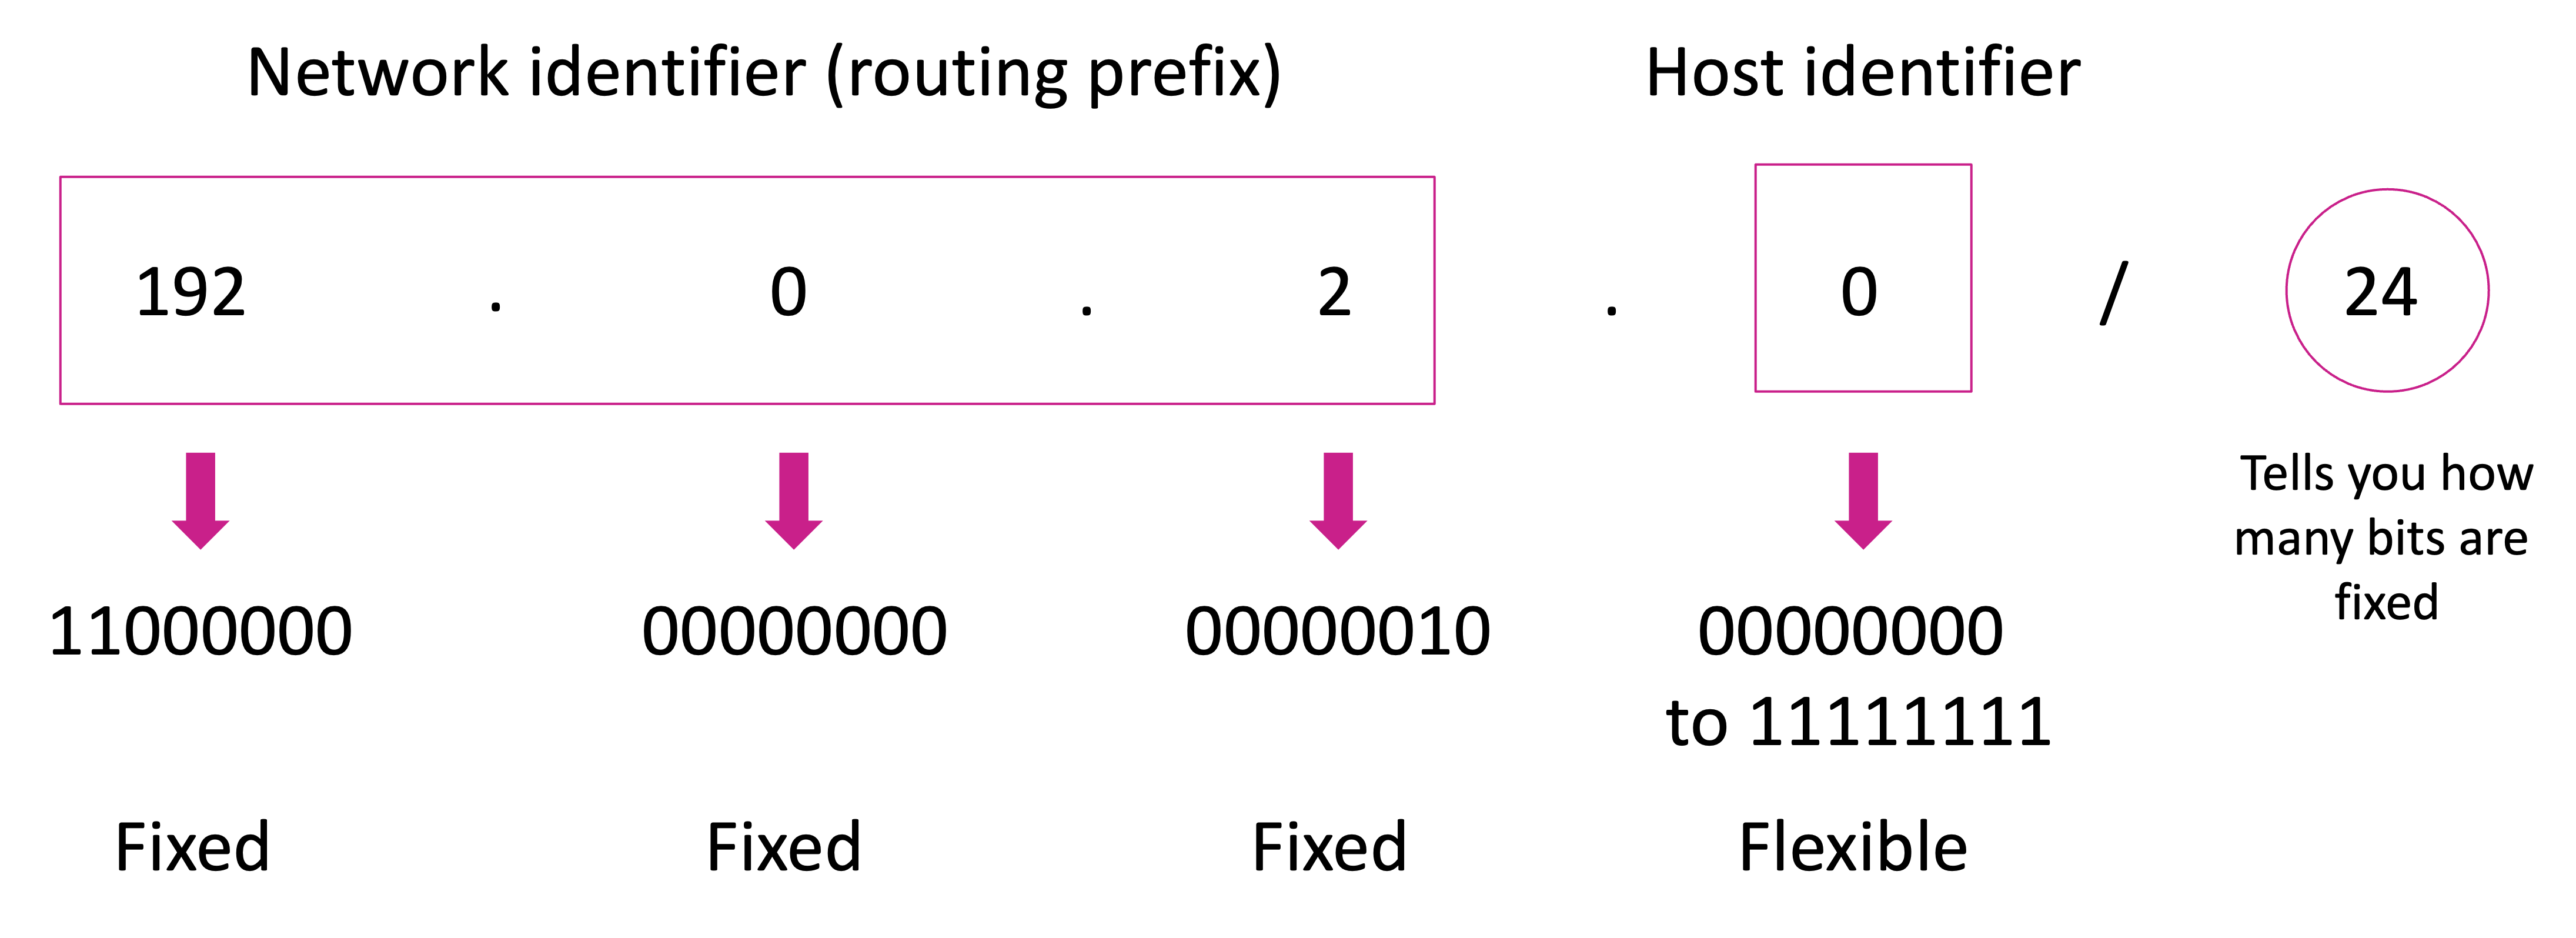 Network identifier (routing prefix)
Host identifier
192 . 0 . 2 . 0 / 24
11000000
00000000
00000010
00000000
to 11111111
Tells you how
many bits are
fixed
Fixed
Fixed
Fixed
Flexible